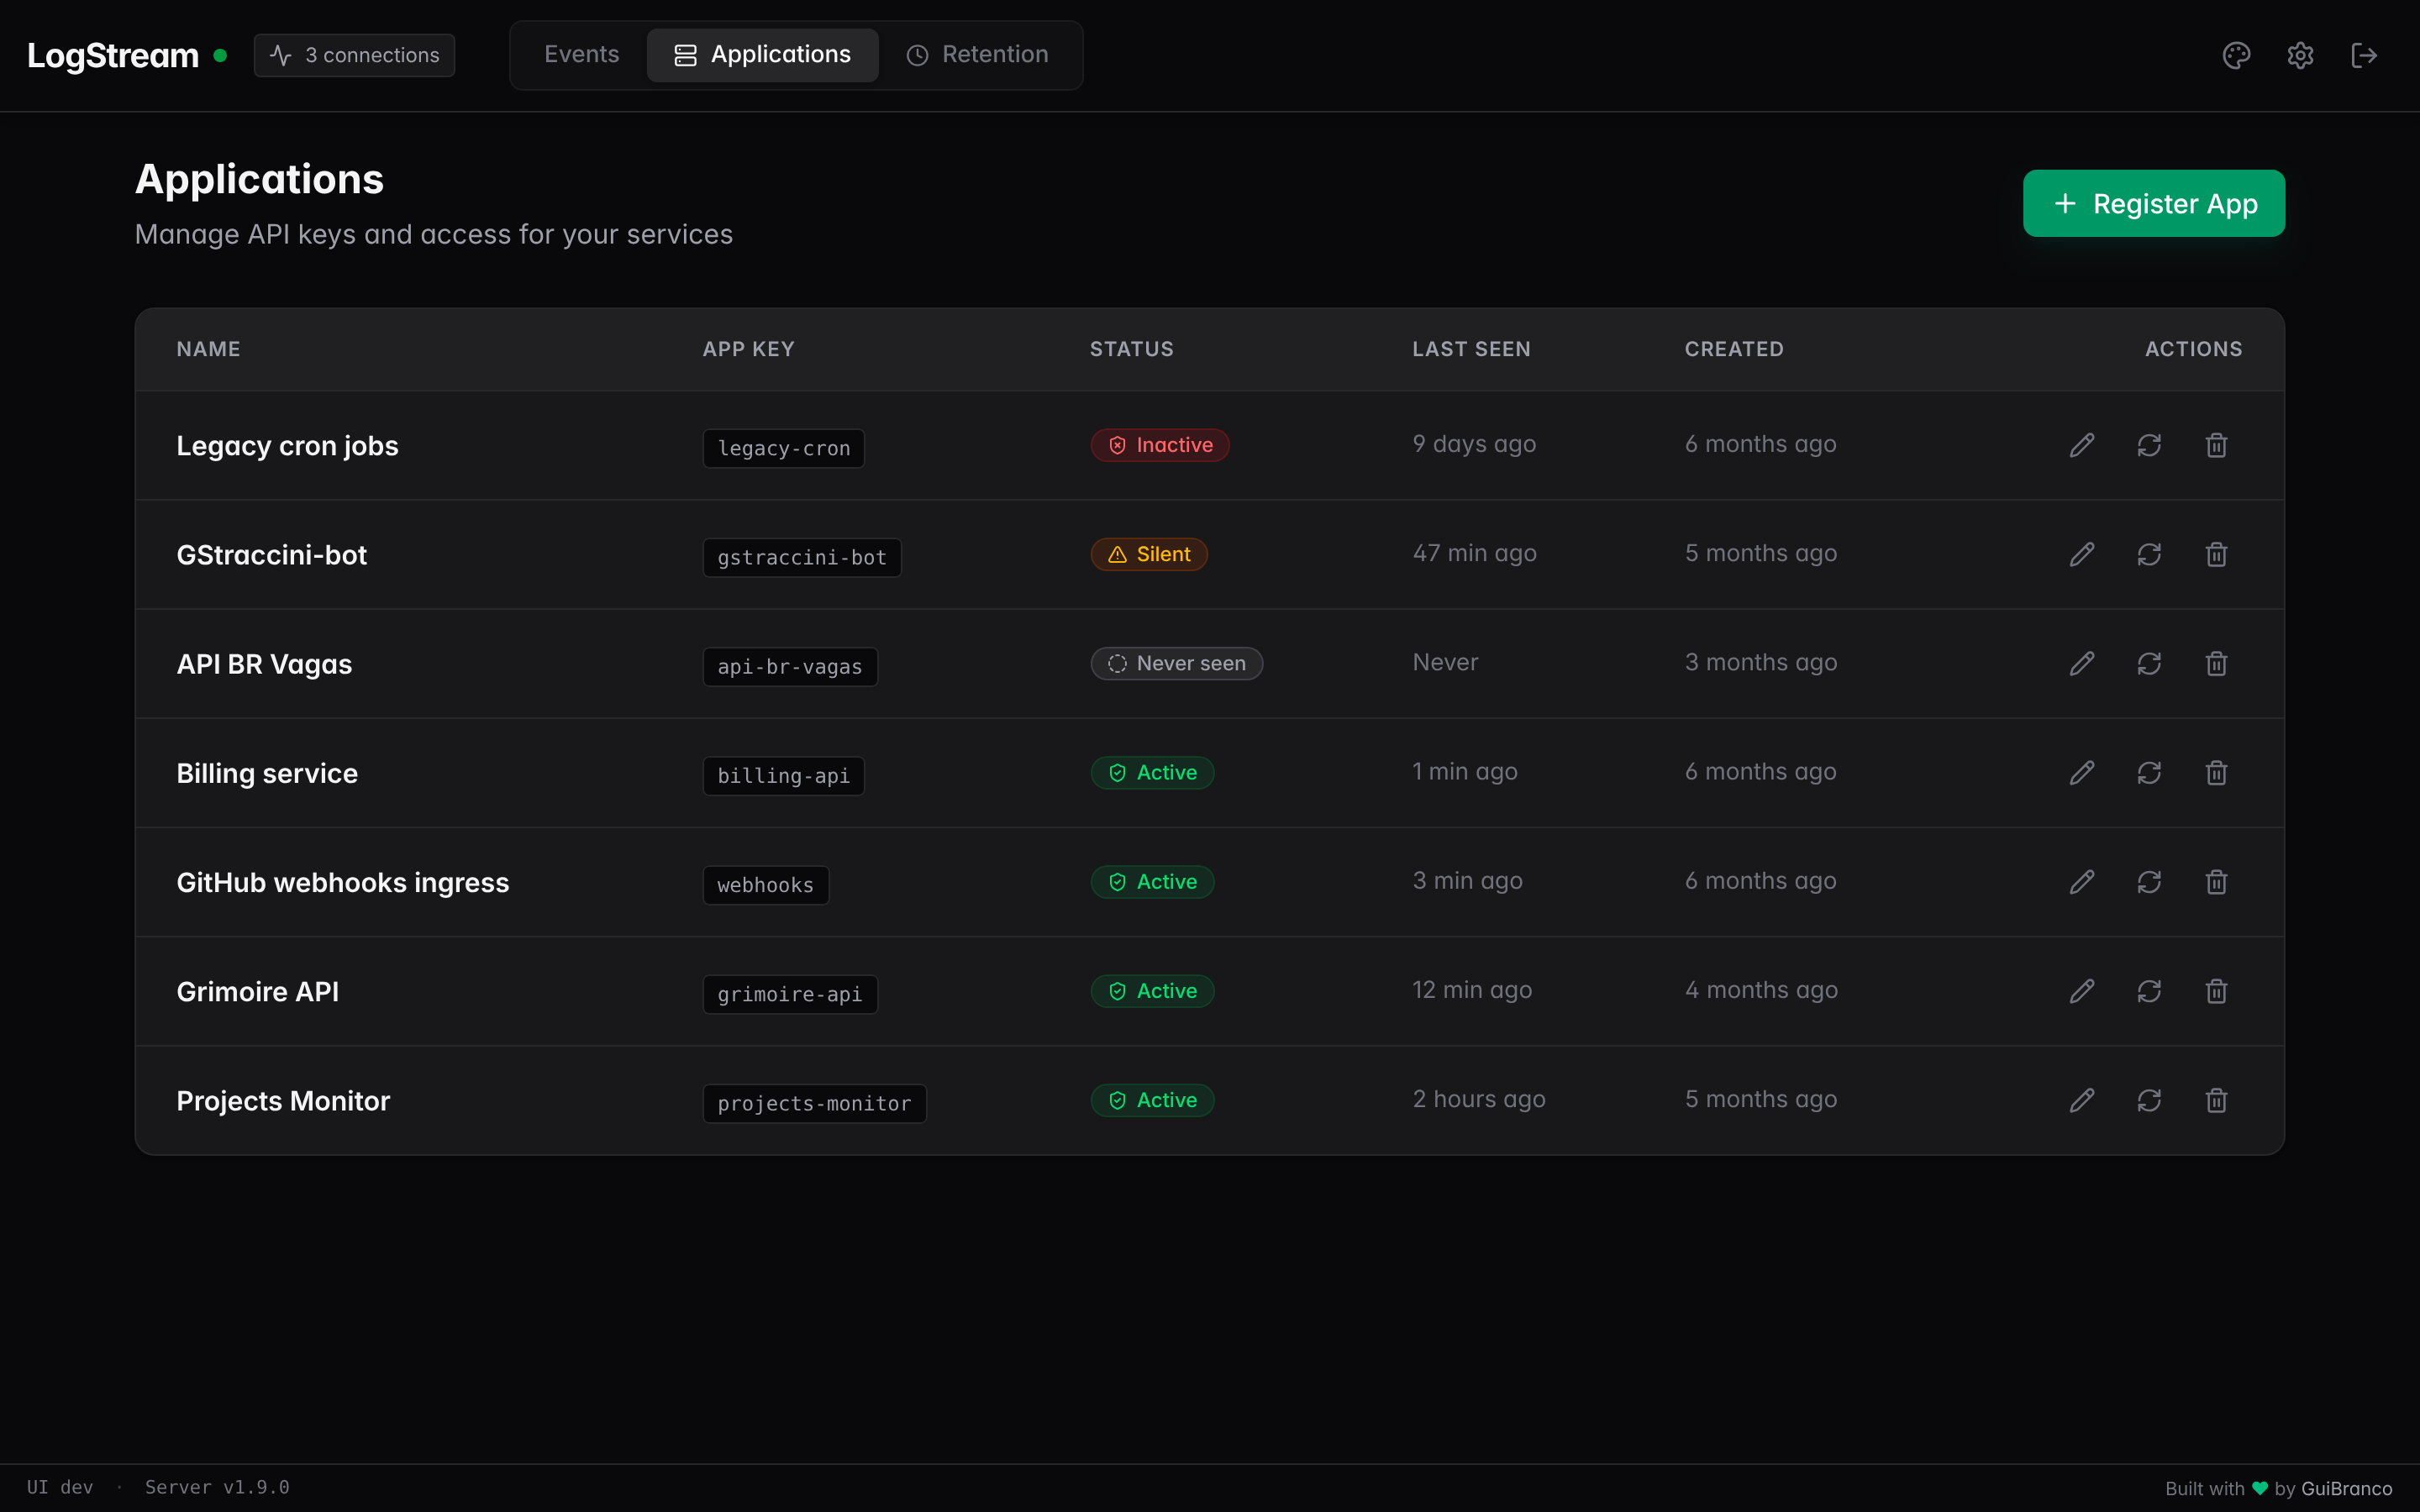 LogStream 3 connections Events Applications Retention
Applications
Manage API keys and access for your services
Register App
NAME APP KEY STATUS LAST SEEN CREATED ACTIONS
Legacy cron jobs legacy-cron Inactive 9 days ago 6 months ago
GStraccini-bot gstraccini-bot Silent 47 min ago 5 months ago
API BR Vagas api-br-vagas Never seen Never 3 months ago
Billing service billing-api Active 1 min ago 6 months ago
GitHub webhooks ingress webhooks Active 3 min ago 6 months ago
Grimoire API grimoire-api Active 12 min ago 4 months ago
Projects Monitor projects-monitor Active 2 hours ago 5 months ago
UI dev · Server v1.9.0 Built with ♥ by GuiBranco